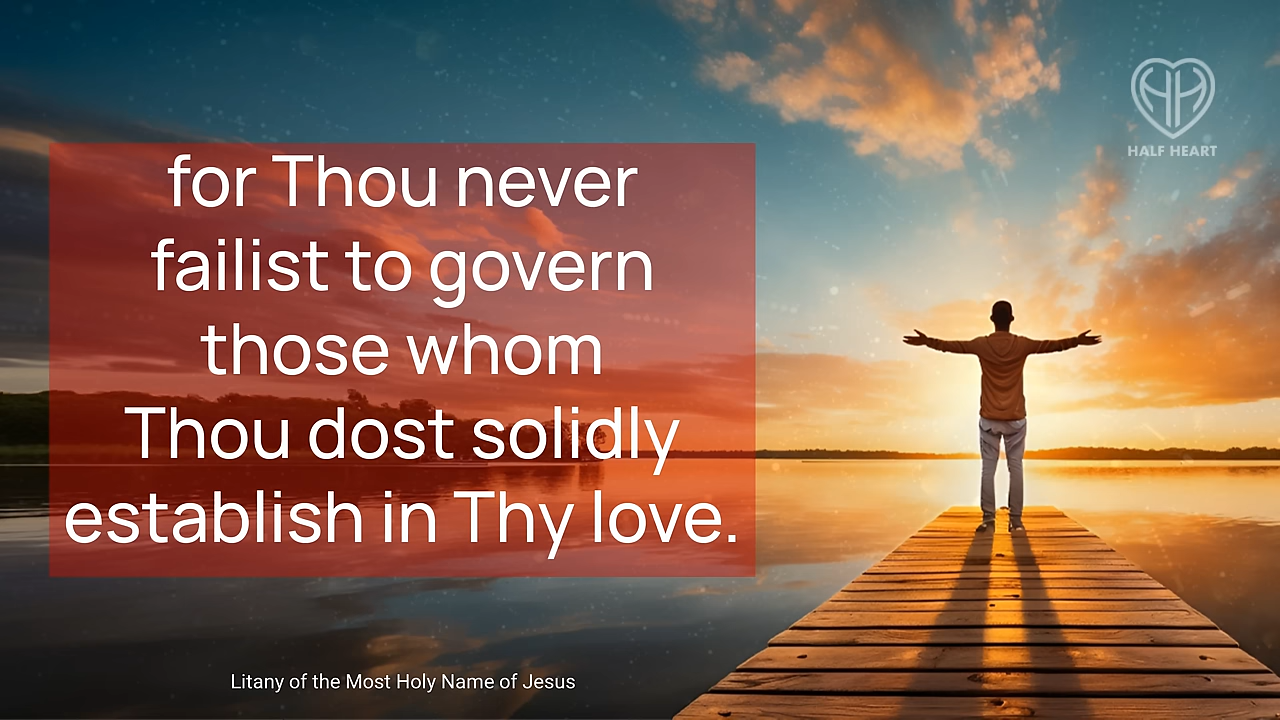 for Thou never
failist to govern
those whom
Thou dost solidly
establish in Thy love.
HALF HEART
Litany of the Most Holy Name of Jesus